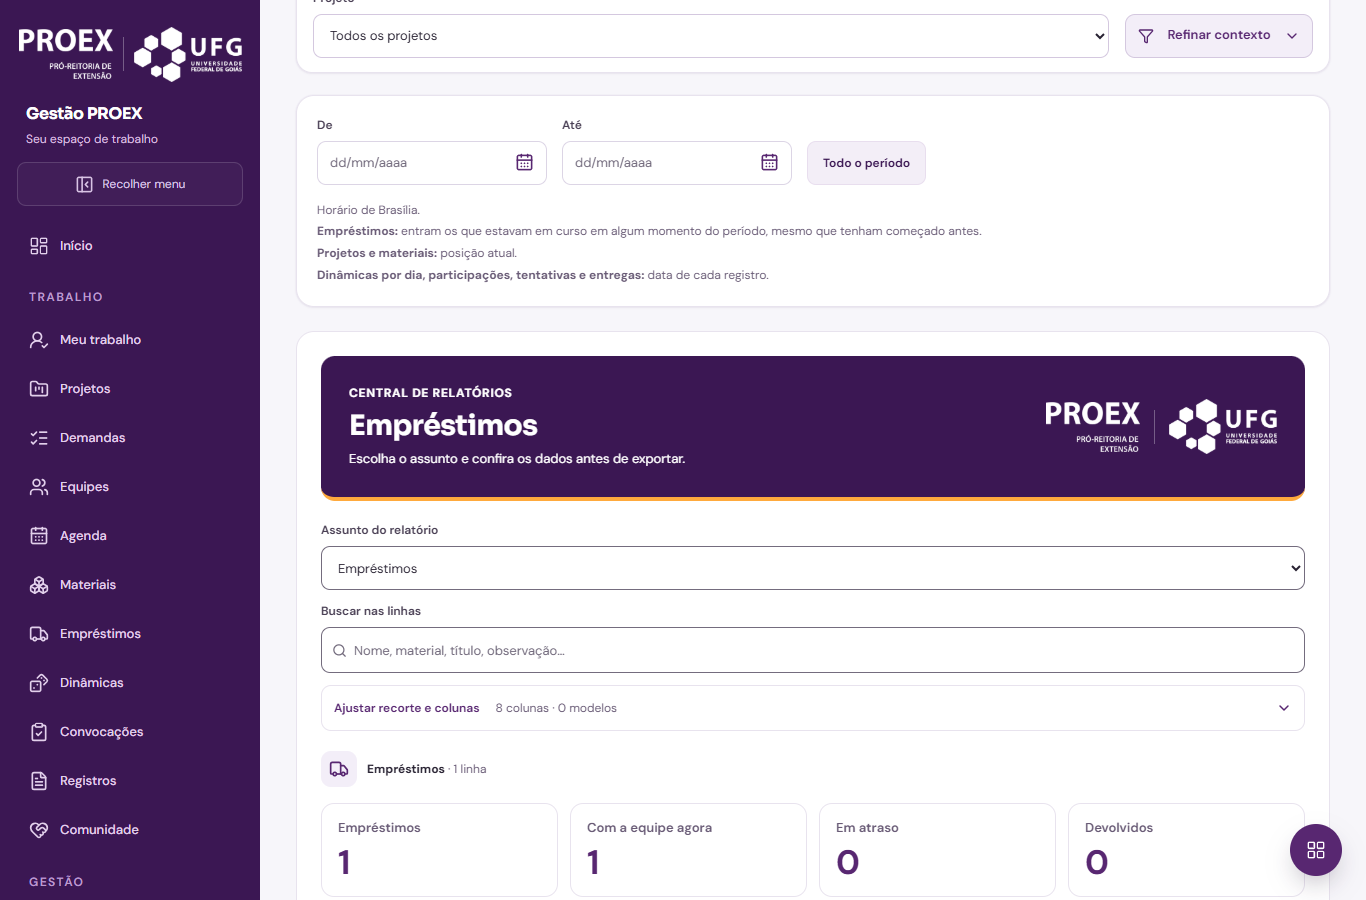 PROEX
PRÓ-REITORIA DE
EXTENSÃO
UFG
UNIVERSIDADE
FEDERAL DE GOIÁS
Gestão PROEX
Seu espaço de trabalho
Recolher menu
Início
TRABALHO
Meu trabalho
Projetos
Demandas
Equipes
Agenda
Materiais
Empréstimos
Dinâmicas
Convocações
Registros
Comunidade
GESTÃO
Todos os projetos
Refinar contexto
De
Até
dd/mm/aaaa
dd/mm/aaaa
Todo o período
Horário de Brasília.
Empréstimos: entram os que estavam em curso em algum momento do período, mesmo que tenham começado antes.
Projetos e materiais: posição atual.
Dinâmicas por dia, participações, tentativas e entregas: data de cada registro.
CENTRAL DE RELATÓRIOS
Empréstimos
Escolha o assunto e confira os dados antes de exportar.
PROEX
PRÓ-REITORIA DE
EXTENSÃO
UFG
UNIVERSIDADE
FEDERAL DE GOIÁS
Assunto do relatório
Empréstimos
Buscar nas linhas
Nome, material, título, observação...
Ajustar recorte e colunas 8 colunas · 0 modelos
Empréstimos · 1 linha
Empréstimos
1
Com a equipe agora
1
Em atraso
0
Devolvidos
0